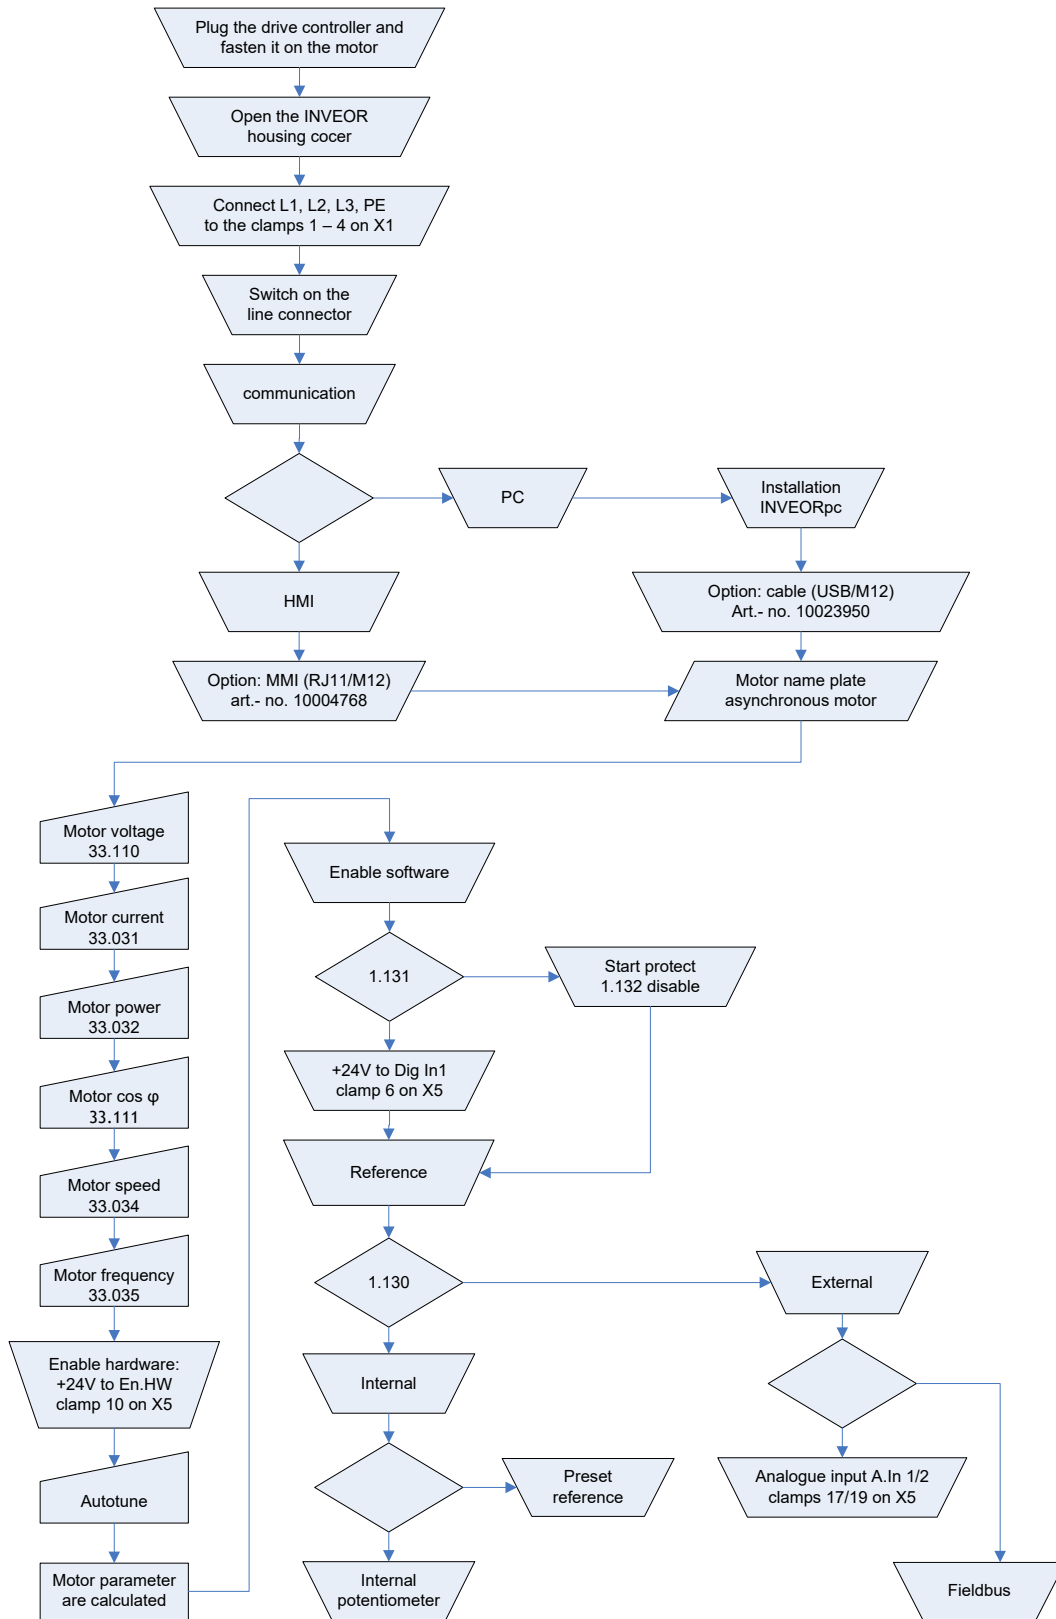 Plug the drive controller and
fasten it on the motor
Open the INVEOR
housing cocer
Connect L1, L2, L3, PE
to the clamps 1 – 4 on X1
Switch on the
line connector
communication
PC
Installation
INVEORpc
HMI
Option: cable (USB/M12)
Art.- no. 10023950
Option: MMI (RJ11/M12)
art.- no. 10004768
Motor name plate
asynchronous motor
Motor voltage
33.110
Motor current
33.031
Motor power
33.032
Motor cos φ
33.111
Motor speed
33.034
Motor frequency
33.035
Enable hardware:
+24V to En.HW
clamp 10 on X5
Autotune
Motor parameter
are calculated
Enable software
1.131
Start protect
1.132 disable
+24V to Dig In1
clamp 6 on X5
Reference
1.130
External
Internal
Preset
reference
Analogue input A.In 1/2
clamps 17/19 on X5
Internal
potentiometer
Fieldbus